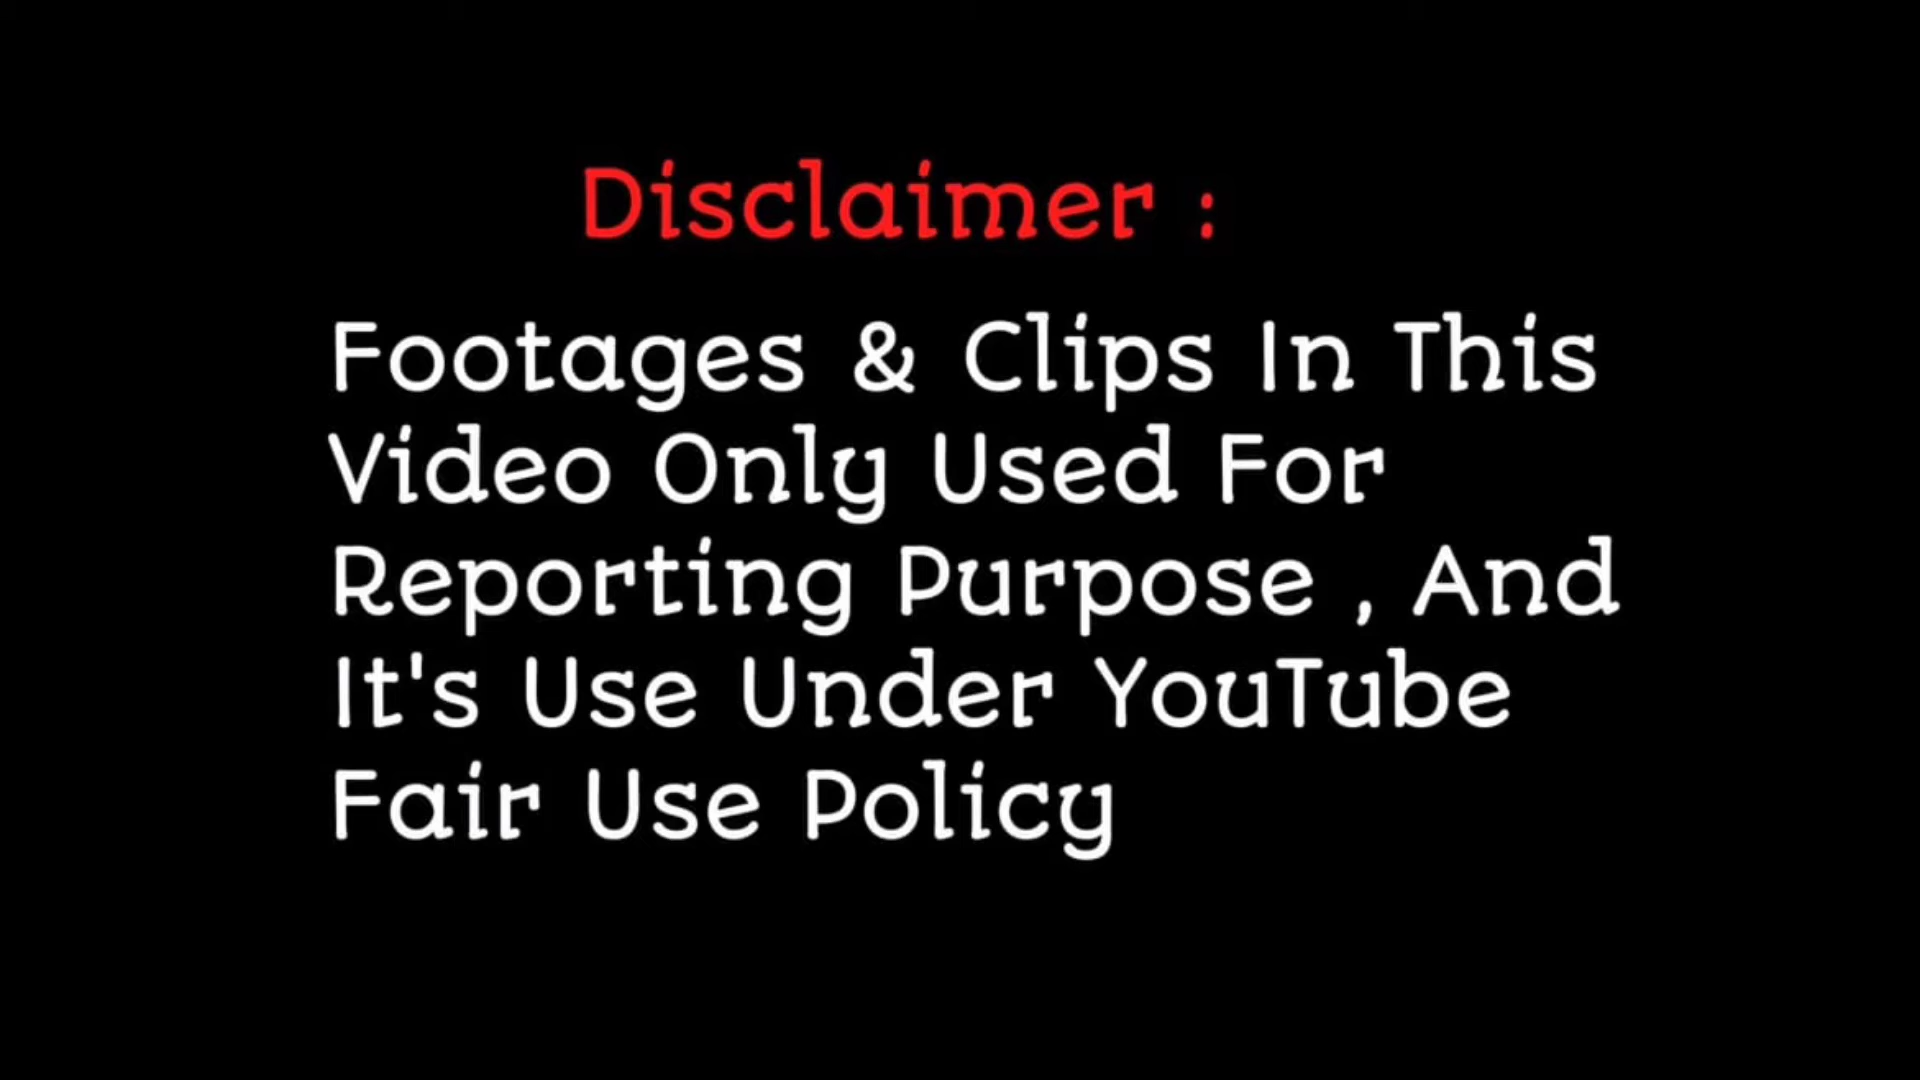 Disclaimer :
Footages & Clips In This
Video Only Used For
Reporting Purpose , And
It's Use Under YouTube
Fair Use Policy